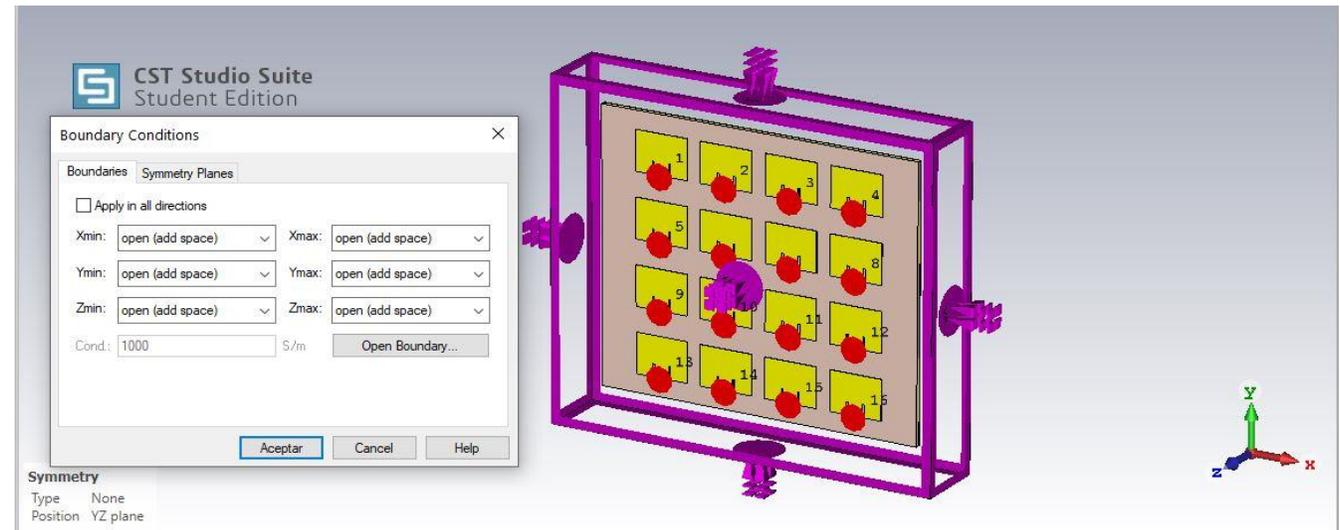 CST Studio Suite
Student Edition
Boundary Conditions
Boundaries Symmetry Planes
Apply in all directions
Xmin: open (add space) Xmax: open (add space)
Ymin: open (add space) Ymax: open (add space)
Zmin: open (add space) Zmax: open (add space)
Cond.: 1000 S/m Open Boundary...
Aceptar Cancel Help
Symmetry
Type None
Position YZ plane
1 2 3 4
5 8
9 10 11 12
13 14 15 16
Y
Z X